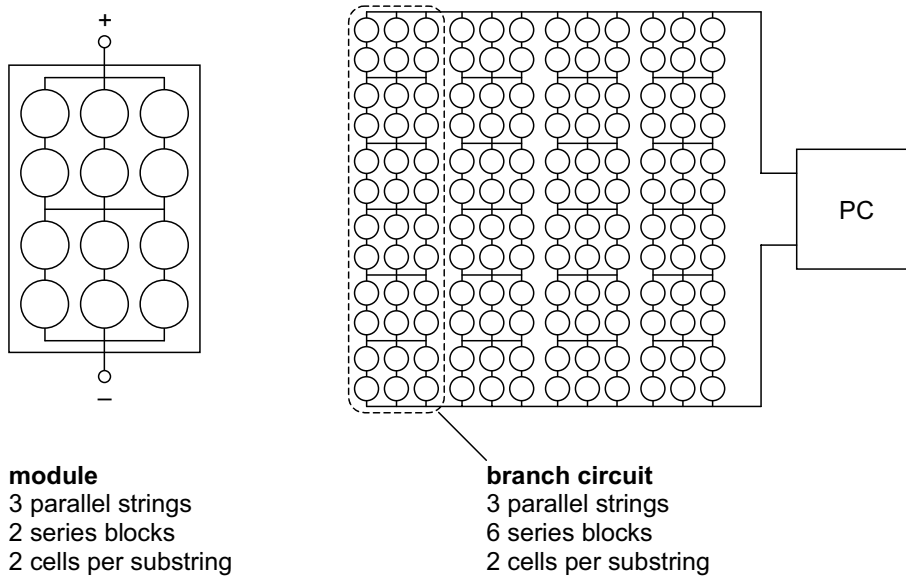 +
–
PC
module
3 parallel strings
2 series blocks
2 cells per substring
branch circuit
3 parallel strings
6 series blocks
2 cells per substring